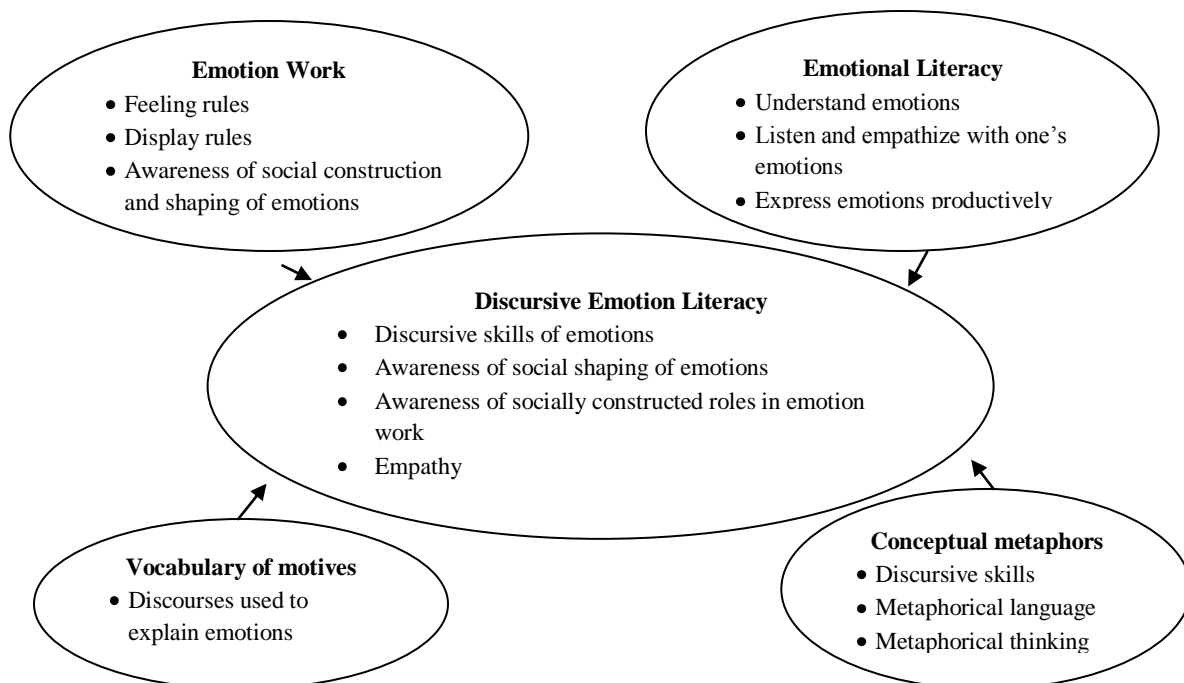 Emotion Work
• Feeling rules
• Display rules
• Awareness of social construction
and shaping of emotions
Emotional Literacy
• Understand emotions
• Listen and empathize with one's
emotions
• Express emotions productively
Discursive Emotion Literacy
• Discursive skills of emotions
• Awareness of social shaping of emotions
• Awareness of socially constructed roles in emotion
work
• Empathy
Vocabulary of motives
• Discourses used to
explain emotions
Conceptual metaphors
• Discursive skills
• Metaphorical language
• Metaphorical thinking